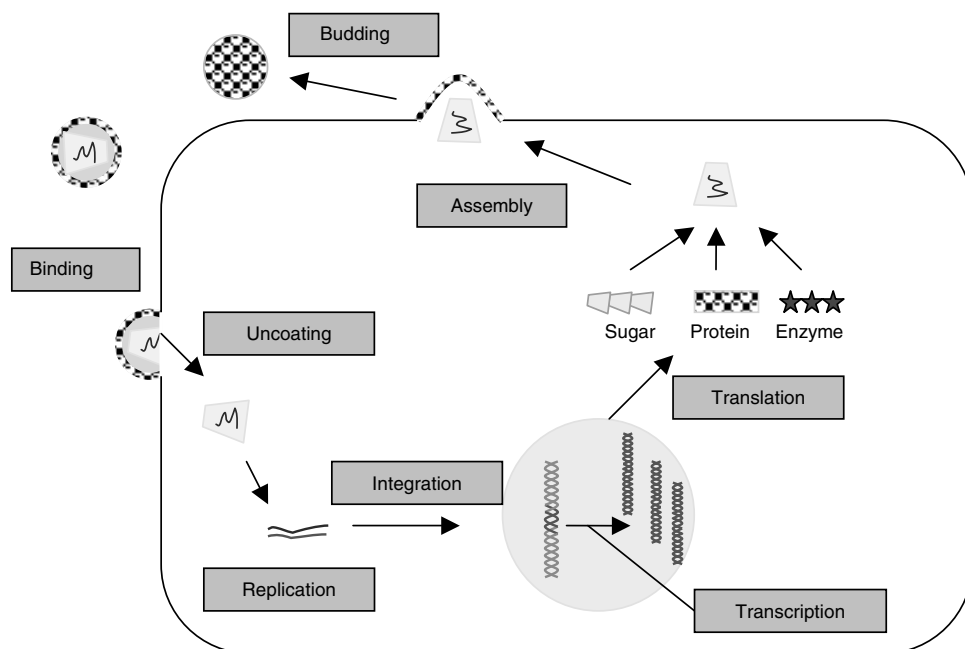 Budding
Assembly
Binding
Uncoating
Sugar Protein Enzyme
Translation
Integration
Replication
Transcription